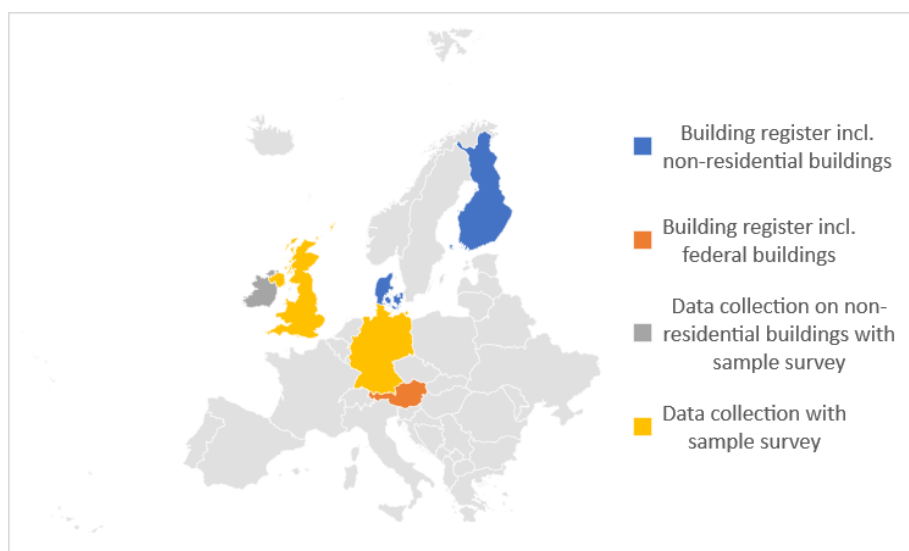 Building register incl.
non-residential buildings
Building register incl.
federal buildings
Data collection on non-
residential buildings with
sample survey
Data collection with
sample survey